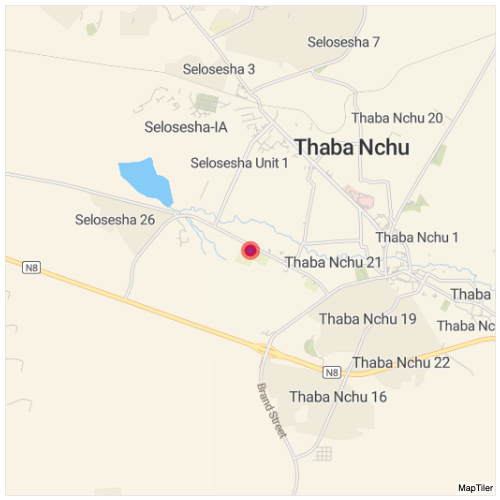 Selosesha 7
Selosesha 3
Thaba Nchu 20
Selosesha-IA
Thaba Nchu
Selosesha Unit 1
Selosesha 26
Thaba Nchu 1
Thaba Nchu 21
N8
Thaba
Thaba Nchu 19
Thaba Nc
Thaba Nchu 22
N8
Thaba Nchu 16
Brand Street
MapTiler